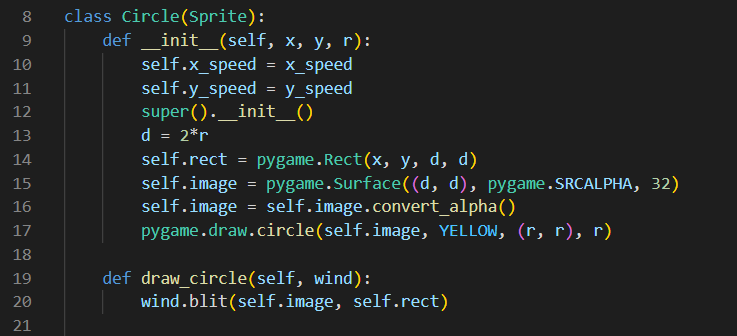 8 class Circle(Sprite):
9     def __init__(self, x, y, r):
10         self.x_speed = x_speed
11         self.y_speed = y_speed
12         super().__init__()
13         d = 2*r
14         self.rect = pygame.Rect(x, y, d, d)
15         self.image = pygame.Surface((d, d), pygame.SRCALPHA, 32)
16         self.image = self.image.convert_alpha()
17         pygame.draw.circle(self.image, YELLOW, (r, r), r)
18
19     def draw_circle(self, wind):
20         wind.blit(self.image, self.rect)
21